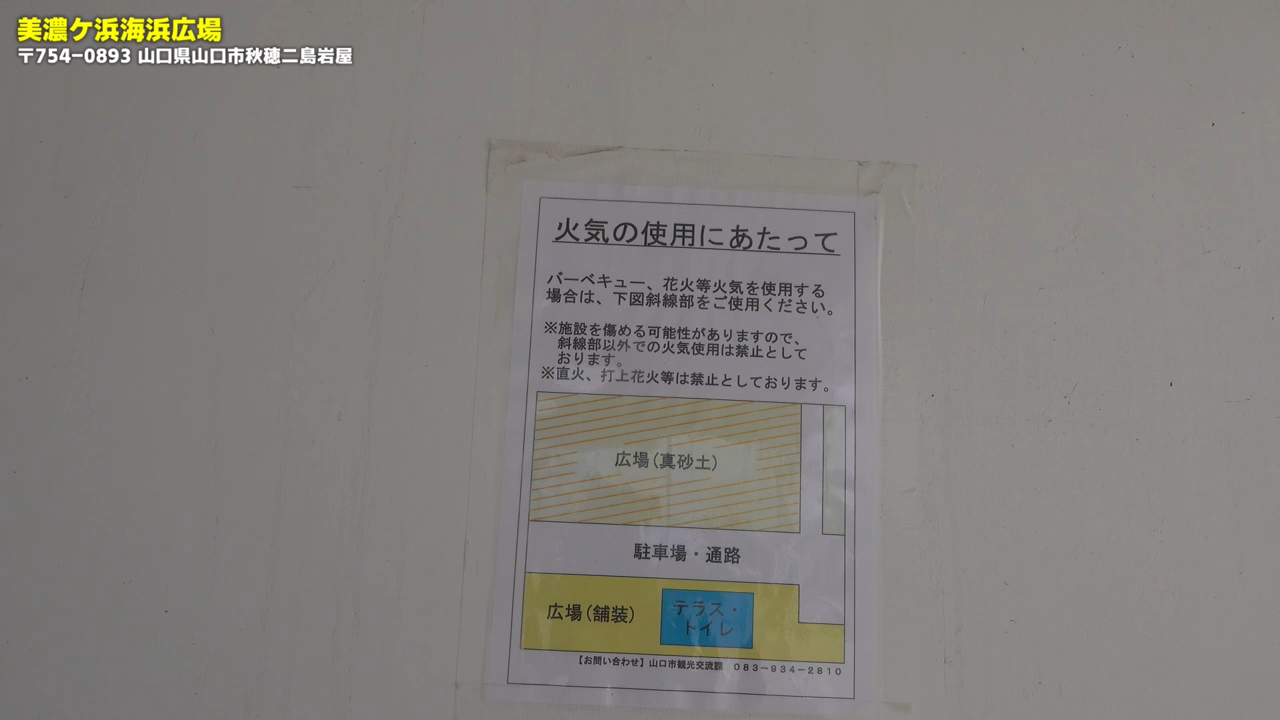 美濃ケ浜海浜広場
〒754-0893 山口県山口市秋穂二島岩屋
火気の使用にあたって
バーベキュー、花火等火気を使用する
場合は、下図斜線部をご使用ください。
※施設を傷める可能性がありますので、
斜線部以外での火気使用は禁止として
おります。
※直火、打上花火等は禁止としております。
広場(真砂土)
駐車場・通路
広場(舗装)
テラス・
トイレ
【お問い合わせ】山口市観光交流課 083-934-2810